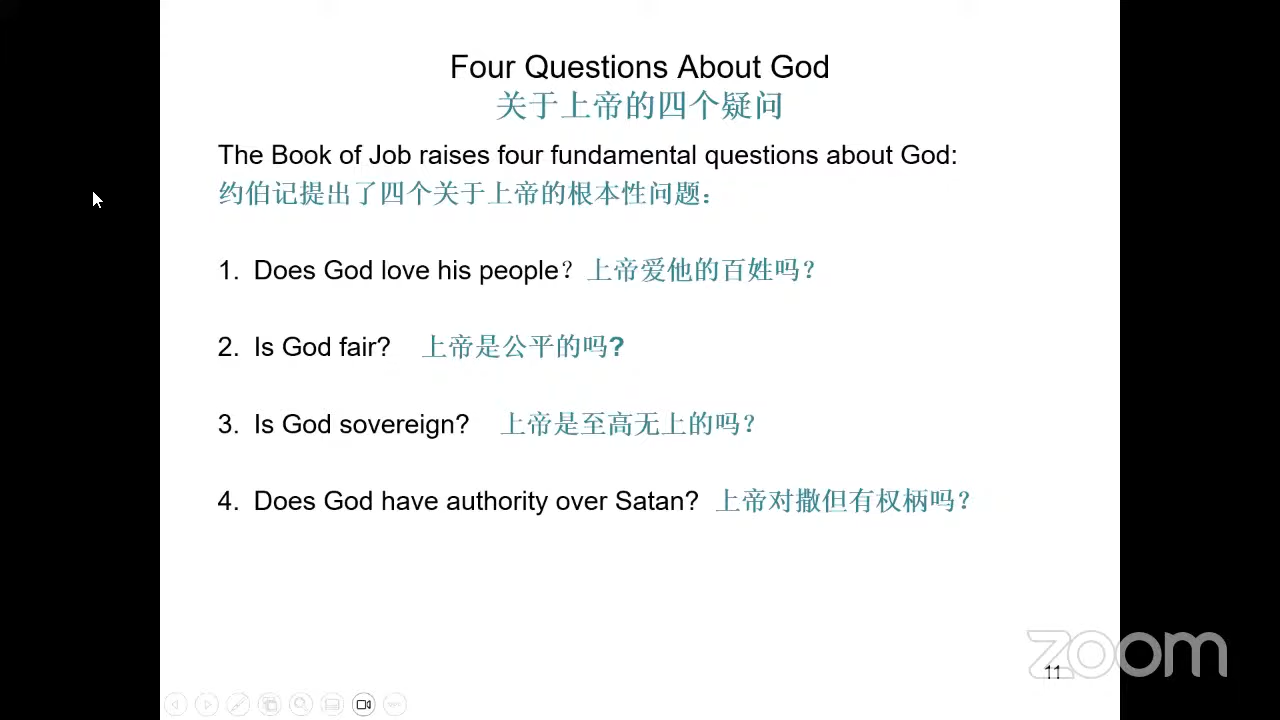 Four Questions About God
关于上帝的四个疑问
The Book of Job raises four fundamental questions about God:
约伯记提出了四个关于上帝的根本性问题：
1. Does God love his people？上帝爱他的百姓吗？
2. Is God fair? 上帝是公平的吗?
3. Is God sovereign? 上帝是至高无上的吗？
4. Does God have authority over Satan? 上帝对撒但有权柄吗？
zoom
11